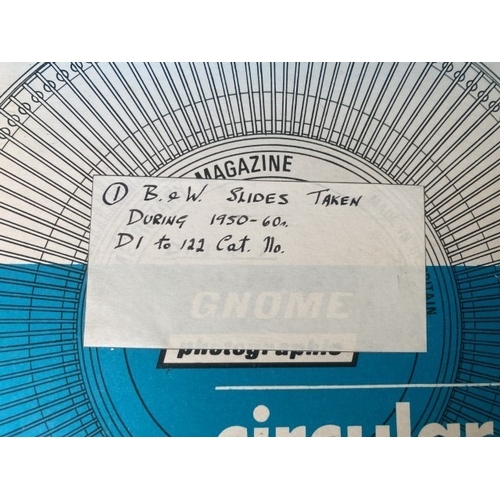 MAGAZINE
① B.&W. SLIDES TAKEN
DURING 1950-60s.
D1 to 122 Cat. No.
GNOME
photographic
circular